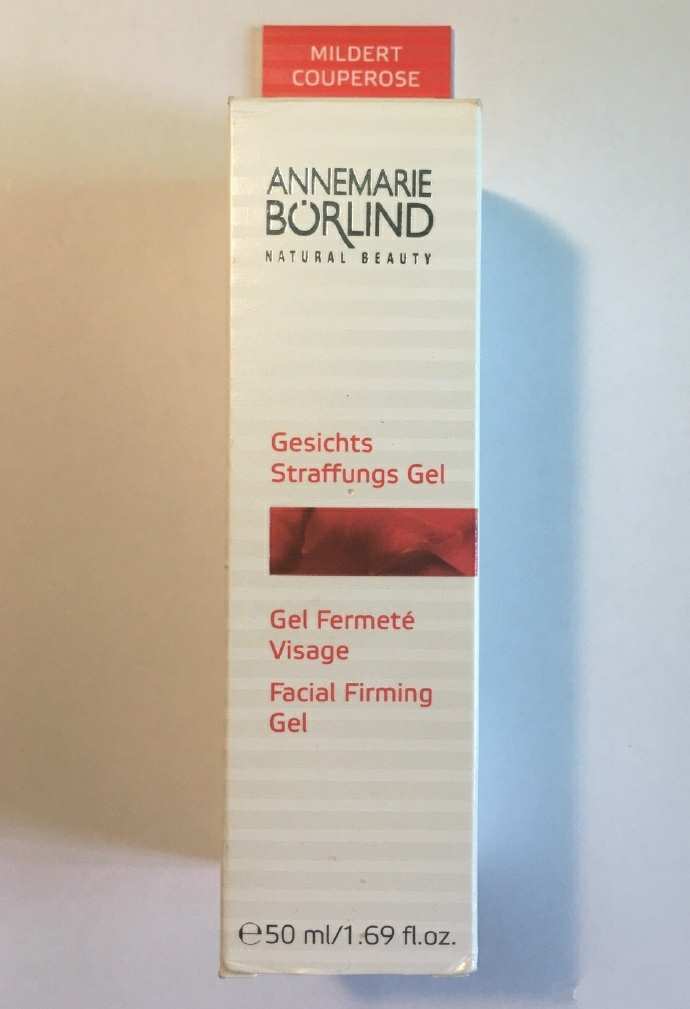 MILDERT
COUPEROSE
ANNEMARIE
BÖRLIND
NATURAL BEAUTY
Gesichts
Straffungs Gel
Gel Fermeté
Visage
Facial Firming
Gel
℮50 ml/1.69 fl.oz.